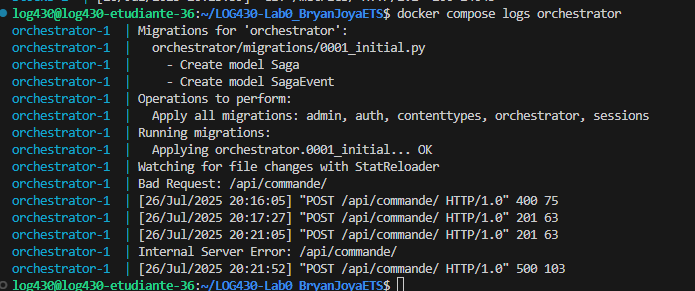 log430@log430-etudiante-36:~/LOG430-Lab0_BryanJoyaETS$ docker compose logs orchestrator
orchestrator-1  | Migrations for 'orchestrator':
orchestrator-1  |   orchestrator/migrations/0001_initial.py
orchestrator-1  |     - Create model Saga
orchestrator-1  |     - Create model SagaEvent
orchestrator-1  | Operations to perform:
orchestrator-1  |   Apply all migrations: admin, auth, contenttypes, orchestrator, sessions
orchestrator-1  | Running migrations:
orchestrator-1  |   Applying orchestrator.0001_initial... OK
orchestrator-1  | Watching for file changes with StatReloader
orchestrator-1  | Bad Request: /api/commande/
orchestrator-1  | [26/Jul/2025 20:16:05] "POST /api/commande/ HTTP/1.0" 400 75
orchestrator-1  | [26/Jul/2025 20:17:27] "POST /api/commande/ HTTP/1.0" 201 63
orchestrator-1  | [26/Jul/2025 20:21:05] "POST /api/commande/ HTTP/1.0" 201 63
orchestrator-1  | Internal Server Error: /api/commande/
orchestrator-1  | [26/Jul/2025 20:21:52] "POST /api/commande/ HTTP/1.0" 500 103
log430@log430-etudiante-36:~/LOG430-Lab0_BryanJoyaETS$